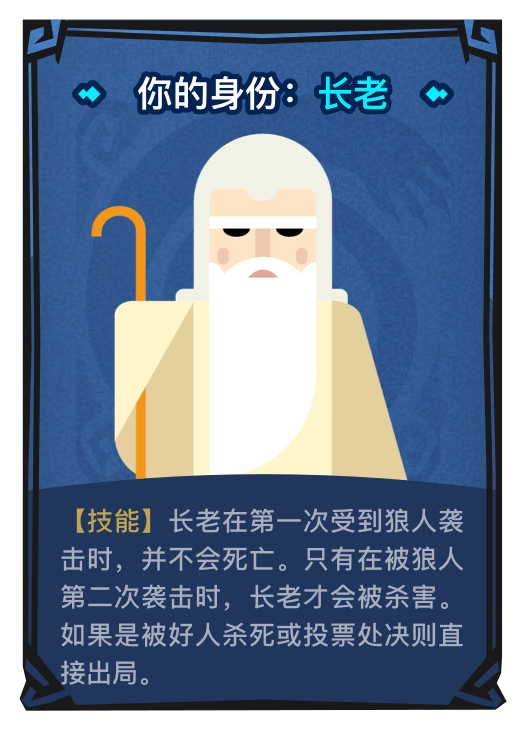 你的身份：长老
【技能】长老在第一次受到狼人袭
击时，并不会死亡。只有在被狼人
第二次袭击时，长老才会被杀害。
如果是被好人杀死或投票处决则直
接出局。